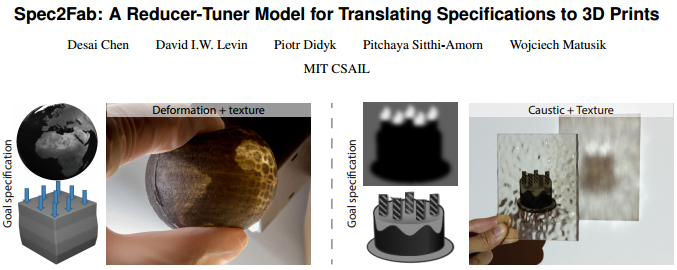 Spec2Fab: A Reducer-Tuner Model for Translating Specifications to 3D Prints
Desai Chen David I.W. Levin Piotr Didyk Pitchaya Sitthi-Amorn Wojciech Matusik
MIT CSAIL
Goal specification
Deformation + texture
Goal specification
Caustic + Texture